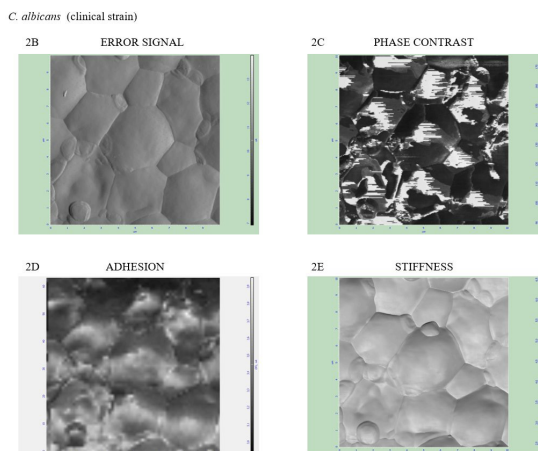 C. albicans (clinical strain)
2B ERROR SIGNAL
2C PHASE CONTRAST
2D ADHESION
2E STIFFNESS